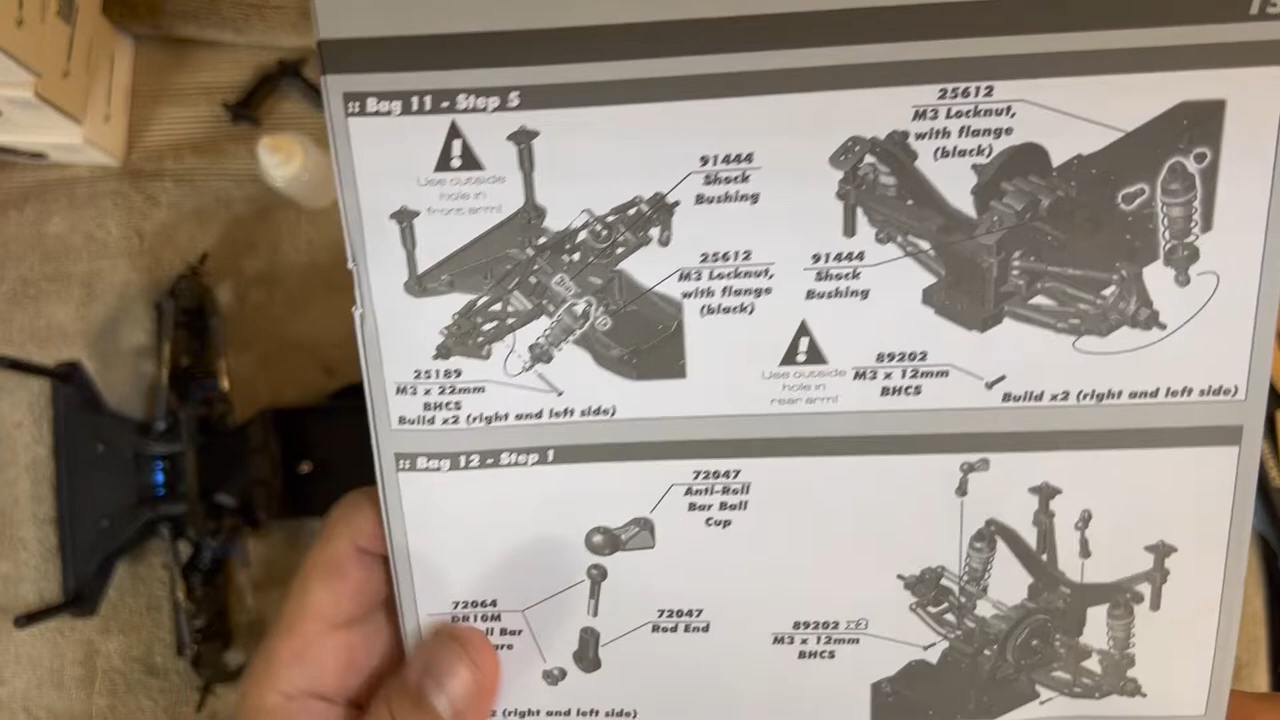 :: Bag 11 - Step 5
Use outside
hole in
front arm!
91444
Shock
Bushing
25612
M3 Locknut,
with flange
(black)
25189
M3 x 22mm
BHCS
Build x2 (right and left side)
25612
M3 Locknut,
with flange
(black)
91444
Shock
Bushing
Use outside
hole in
rear arm!
89202
M3 x 12mm
BHCS
Build x2 (right and left side)
:: Bag 12 - Step 1
72047
Anti-Roll
Bar Ball
Cup
72064
DR10M
ll Bar
72047
Rod End
(right and left side)
89202 x2
M3 x 12mm
BHCS